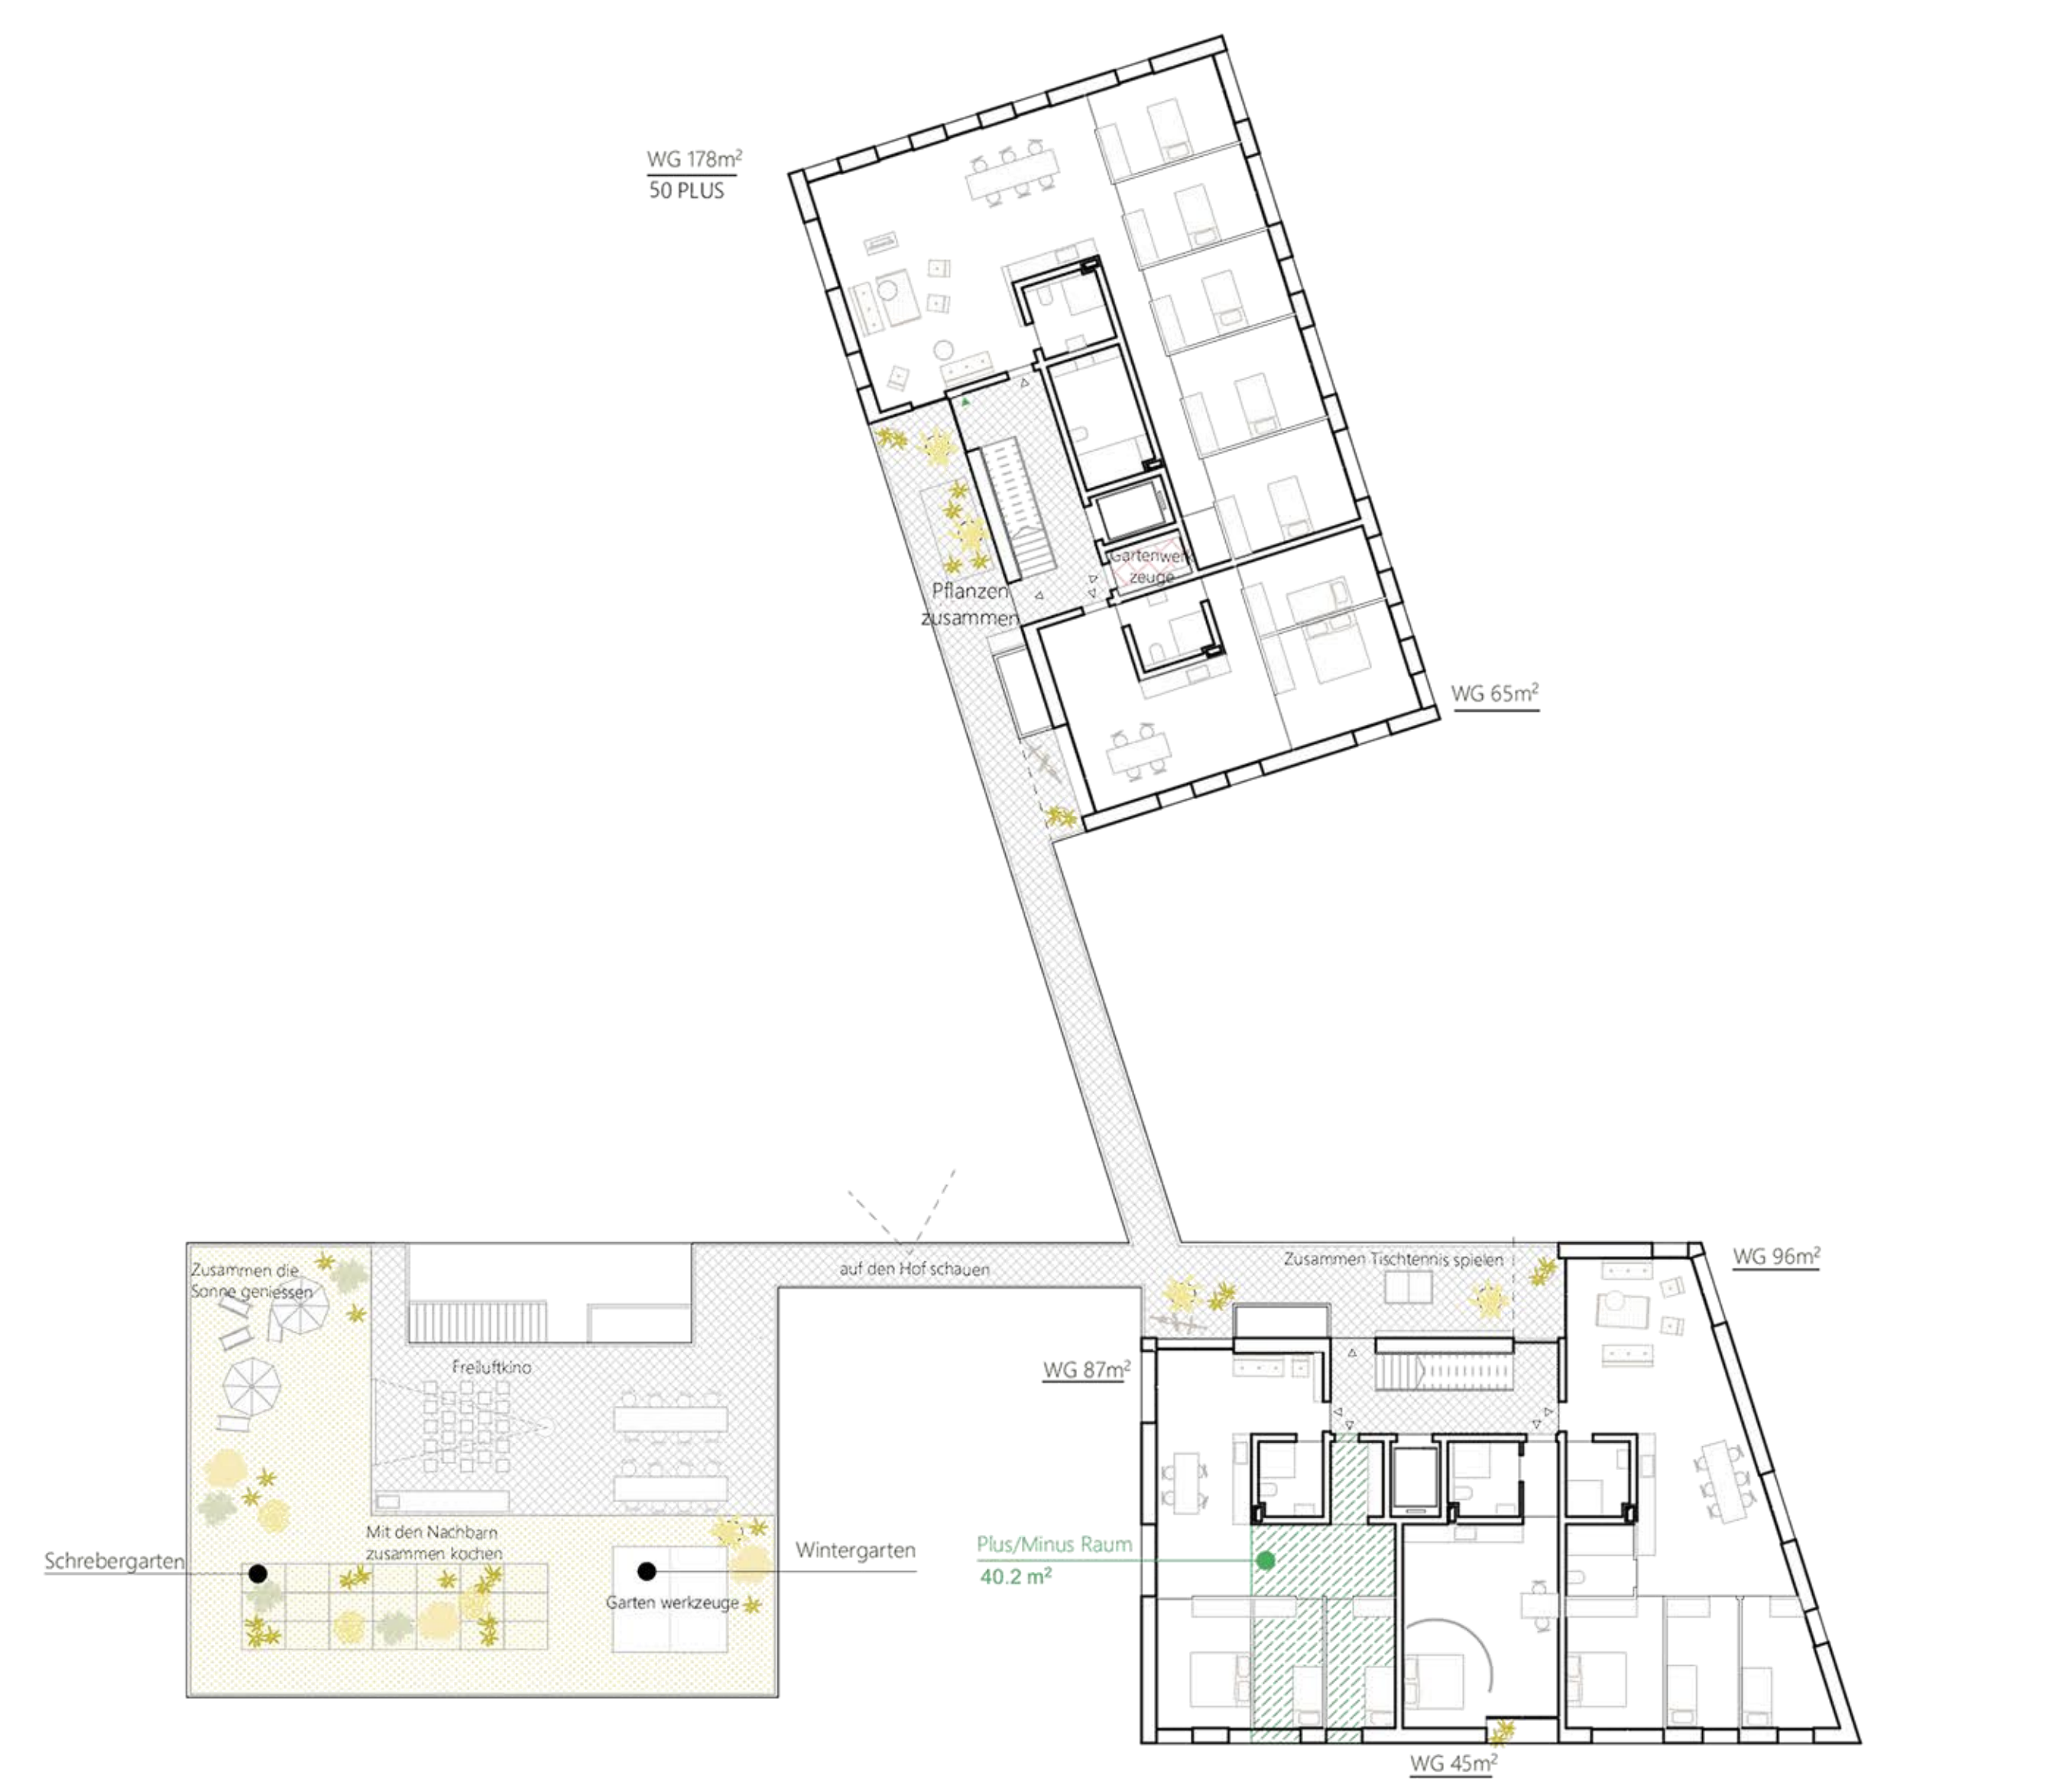 WG 178m²
50 PLUS
Gartenwerk
zeuge
Pflanzen
zusammen
WG 65m²
Zusammen die
Sonne geniessen
auf den Hof schauen
Zusammen Tischtennis spielen
WG 96m²
Freiluftkino
WG 87m²
Mit den Nachbarn
zusammen kochen
Schrebergarten
Wintergarten
Plus/Minus Raum
40.2 m²
Garten werkzeuge
WG 45m²